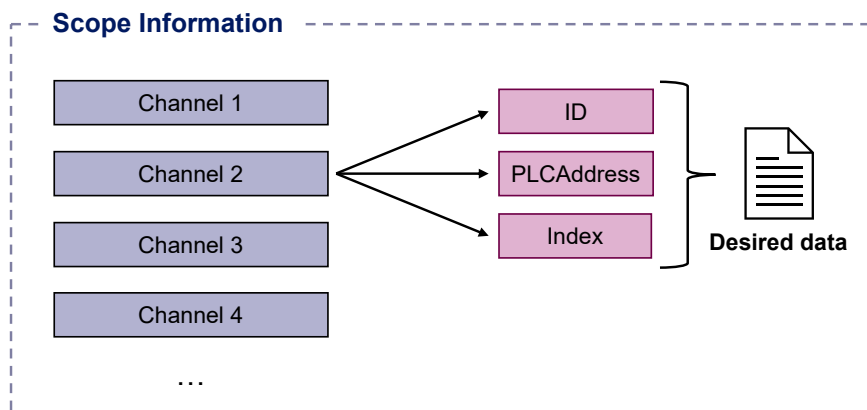 Scope Information
Channel 1
Channel 2
Channel 3
Channel 4
...
ID
PLCAddress
Index
Desired data